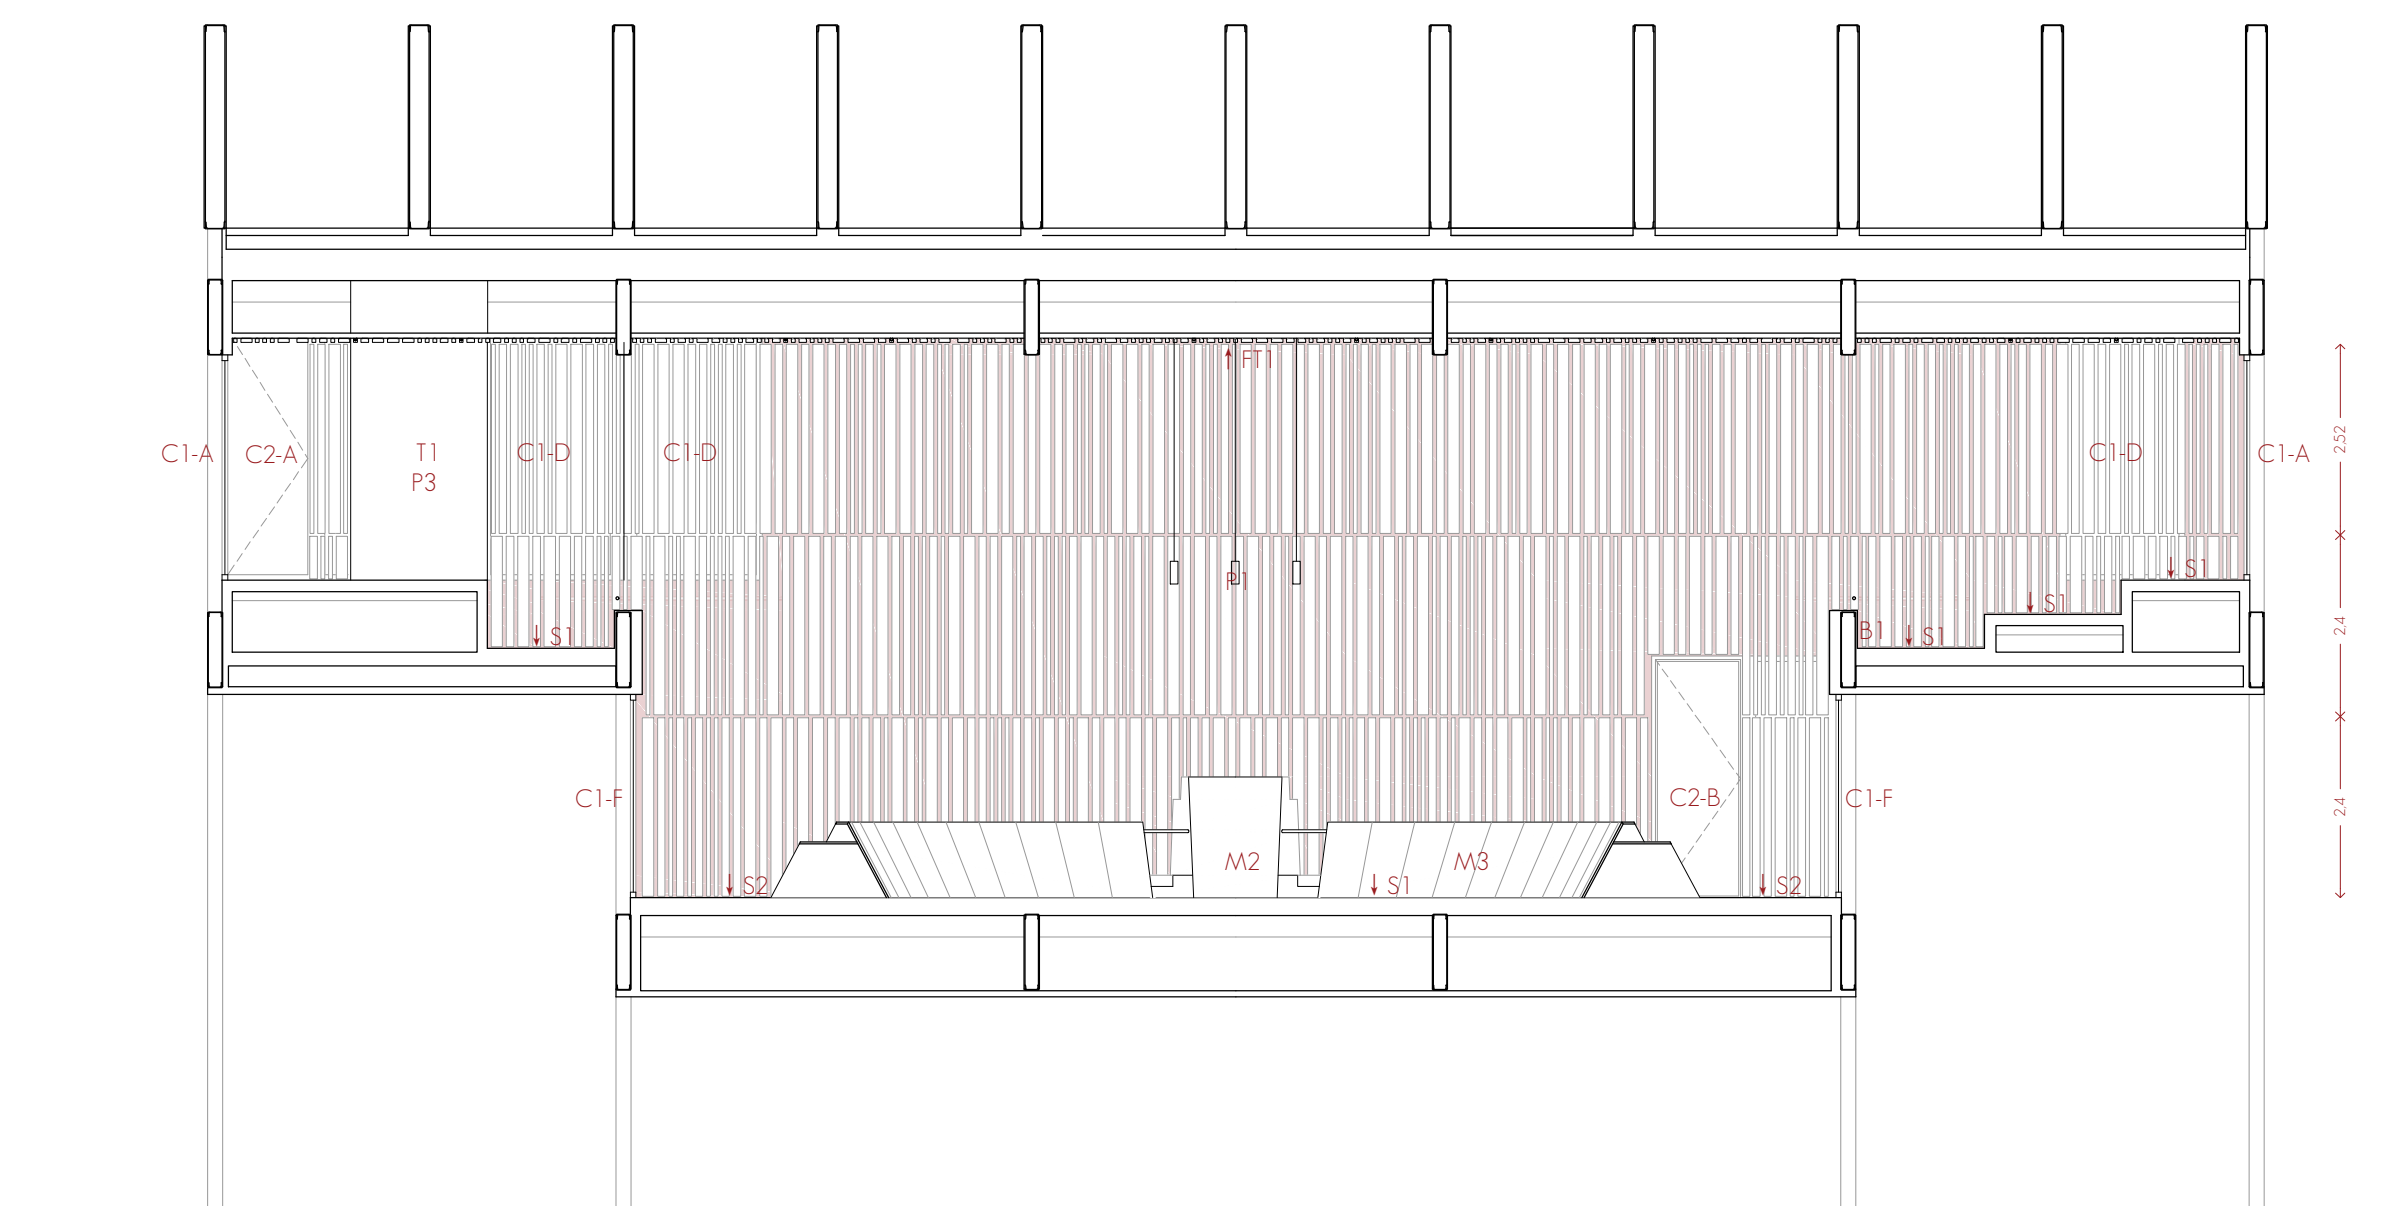 FT1
C1-A
C2-A
T1
P3
C1-D
C1-D
C1-D
C1-A
2,52
P1
S1
S1
S1
B1
S1
2,4
C1-F
C2-B
C1-F
2,4
M2
M3
S2
S1
S2